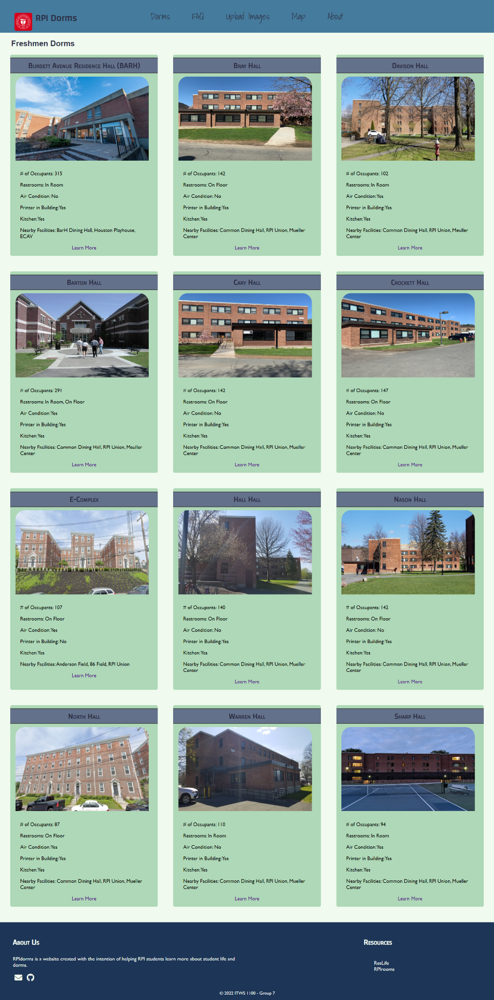 RPI Dorms
Dorms
FAQ
Upload Images
Map
About
Freshmen Dorms
Burdett Avenue Residence Hall (BARH)
# of Occupants: 315
Restrooms: In Room
Air Condition: No
Printer in Building:Yes
Kitchen:Yes
Nearby Facilities: BarH Dining Hall, Houston Playhouse,
ECAV
Learn More
Bray Hall
# of Occupants: 142
Restrooms: On Floor
Air Condition: No
Printer in Building:Yes
Kitchen:Yes
Nearby Facilities: Common Dining Hall, RPI Union, Mueller
Center
Learn More
Davison Hall
# of Occupants: 102
Restrooms: In Room
Air Condition:Yes
Printer in Building:Yes
Kitchen:Yes
Nearby Facilities: Common Dining Hall, RPI Union, Meuller
Center
Learn More
Barton Hall
# of Occupants: 291
Restrooms: In Room, On Floor
Air Condition:Yes
Printer in Building:Yes
Kitchen:Yes
Nearby Facilities: Common Dining Hall, RPI Union, Meuller
Center
Learn More
Cary Hall
# of Occupants: 142
Restrooms: On Floor
Air Condition: No
Printer in Building:Yes
Kitchen:Yes
Nearby Facilities: Common Dining Hall, RPI Union, Mueller
Center
Learn More
Crockett Hall
# of Occupants: 147
Restrooms: On Floor
Air Condition: No
Printer in Building:Yes
Kitchen:Yes
Nearby Facilities: Common Dining Hall, RPI Union, Mueller
Center
Learn More
E-Complex
# of Occupants: 107
Restrooms: On Floor
Air Condition:Yes
Printer in Building: No
Kitchen:Yes
Nearby Facilities: Anderson Field, 86 Field, RPI Union
Learn More
Hall Hall
# of Occupants: 140
Restrooms: On Floor
Air Condition: No
Printer in Building:Yes
Kitchen:Yes
Nearby Facilities: Common Dining Hall, RPI Union, Mueller
Center
Learn More
Nason Hall
# of Occupants: 142
Restrooms: On Floor
Air Condition: No
Printer in Building:Yes
Kitchen:Yes
Nearby Facilities: Common Dining Hall, RPI Union, Mueller
Center
Learn More
North Hall
# of Occupants: 87
Restrooms: On Floor
Air Condition:Yes
Printer in Building:Yes
Kitchen:Yes
Nearby Facilities: Common Dining Hall, RPI Union, Mueller
Center
Learn More
Warren Hall
# of Occupants: 110
Restrooms: In Room
Air Condition: No
Printer in Building:Yes
Kitchen:Yes
Nearby Facilities: Common Dining Hall, RPI Union, Mueller
Center
Learn More
Sharp Hall
# of Occupants: 94
Restrooms: In Room
Air Condition:Yes
Printer in Building:Yes
Kitchen:Yes
Nearby Facilities: Common Dining Hall, RPI Union, Mueller
Center
Learn More
About Us
RPIdorms is a website created with the intention of helping RPI students learn more about student life and
dorms.
Resources
ResLife
RPIrooms
© 2022 ITWS 1100 - Group 7